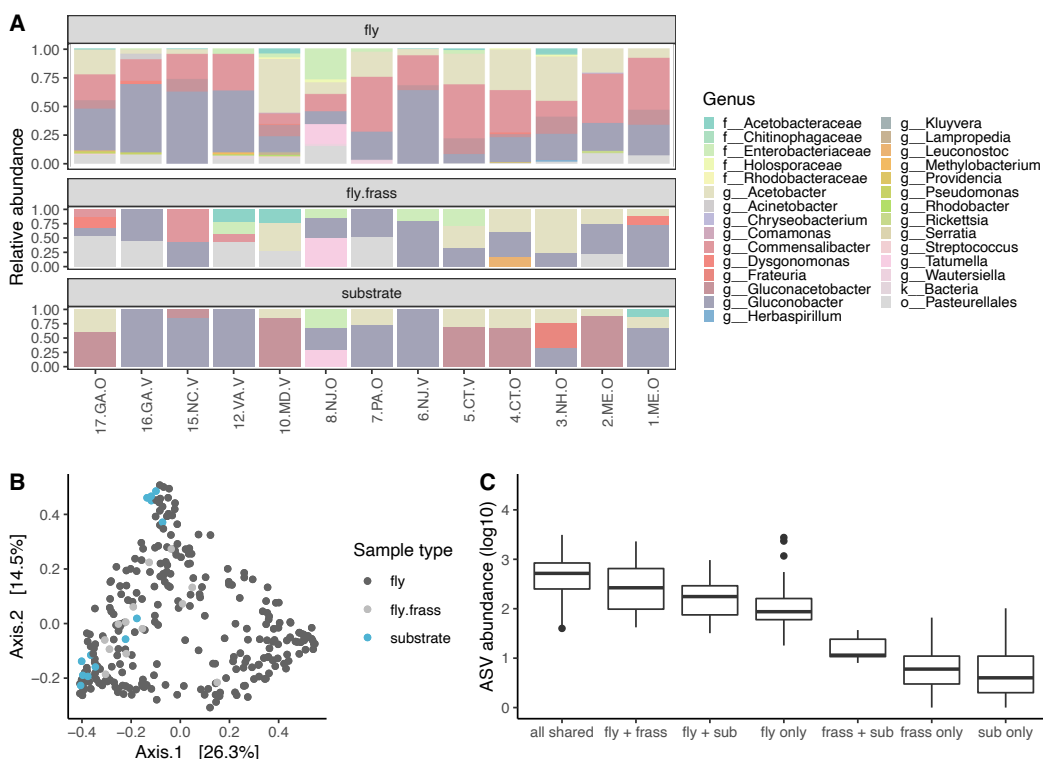 A
fly
1.00
0.75
0.50
0.25
0.00
fly.frass
1.00
0.75
0.50
0.25
0.00
substrate
1.00
0.75
0.50
0.25
0.00
Relative abundance
17.GA.O
16.GA.V
15.NC.V
12.VA.V
10.MD.V
8.NJ.O
7.PA.O
6.NJ.V
5.CT.V
4.CT.O
3.NH.O
2.ME.O
1.ME.O
Genus
f__Acetobacteraceae
f__Chitinophagaceae
f__Enterobacteriaceae
f__Holosporaceae
f__Rhodobacteraceae
g__Acetobacter
g__Acinetobacter
g__Chryseobacterium
g__Comamonas
g__Commensalibacter
g__Dysgonomonas
g__Frateuria
g__Gluconacetobacter
g__Gluconobacter
g__Herbaspirillum
g__Kluyvera
g__Lampropedia
g__Leuconostoc
g__Methylobacterium
g__Providencia
g__Pseudomonas
g__Rhodobacter
g__Rickettsia
g__Serratia
g__Streptococcus
g__Tatumella
g__Wautersiella
k__Bacteria
o__Pasteurellales
B
Axis.2 [14.5%]
0.4
0.2
0.0
−0.2
−0.4 −0.2 0.0 0.2 0.4
Axis.1 [26.3%]
Sample type
fly
fly.frass
substrate
C
ASV abundance (log10)
4
3
2
1
0
all shared fly + frass fly + sub fly only frass + sub frass only sub only